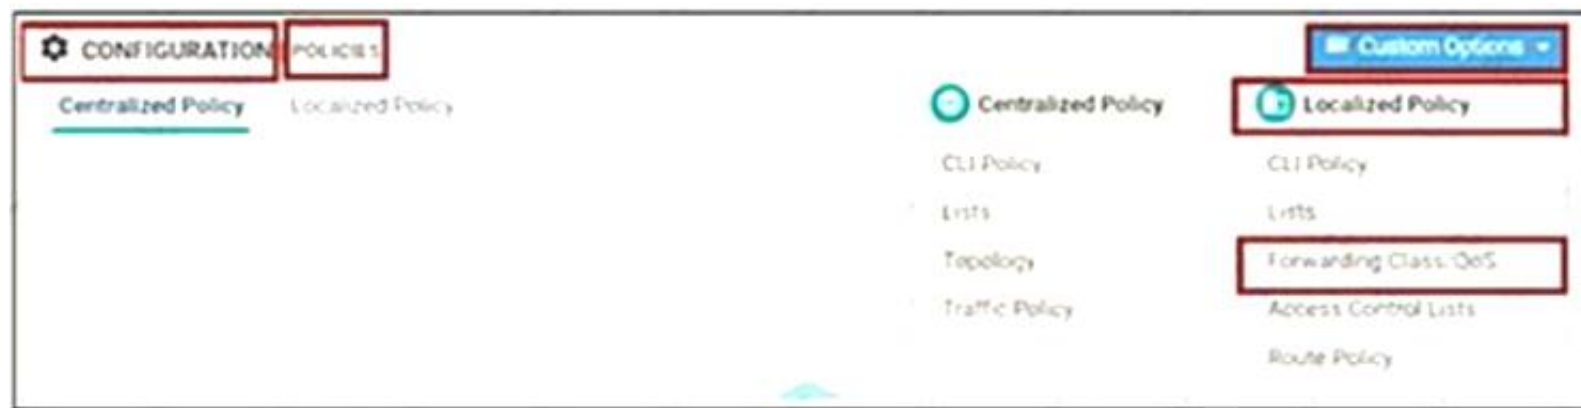 CONFIGURATION POLICIES
Custom Options
Centralized Policy Localized Policy
Centralized Policy
CLI Policy
Lists
Topology
Traffic Policy
Localized Policy
CLI Policy
Lists
Forwarding Class/QoS
Access Control Lists
Route Policy